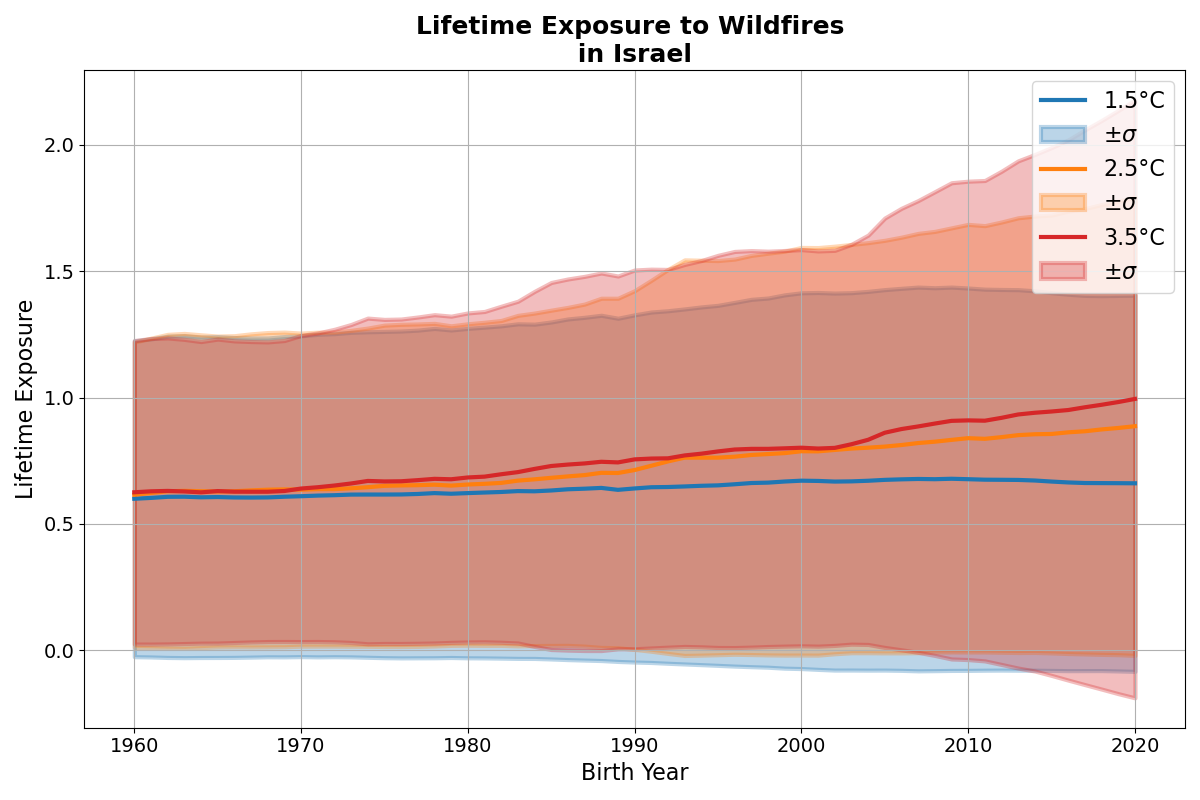 Lifetime Exposure to Wildfires
in Israel
1.5°C
±σ
2.5°C
±σ
3.5°C
±σ
Lifetime Exposure
2.0
1.5
1.0
0.5
0.0
1960
1970
1980
1990
2000
2010
2020
Birth Year